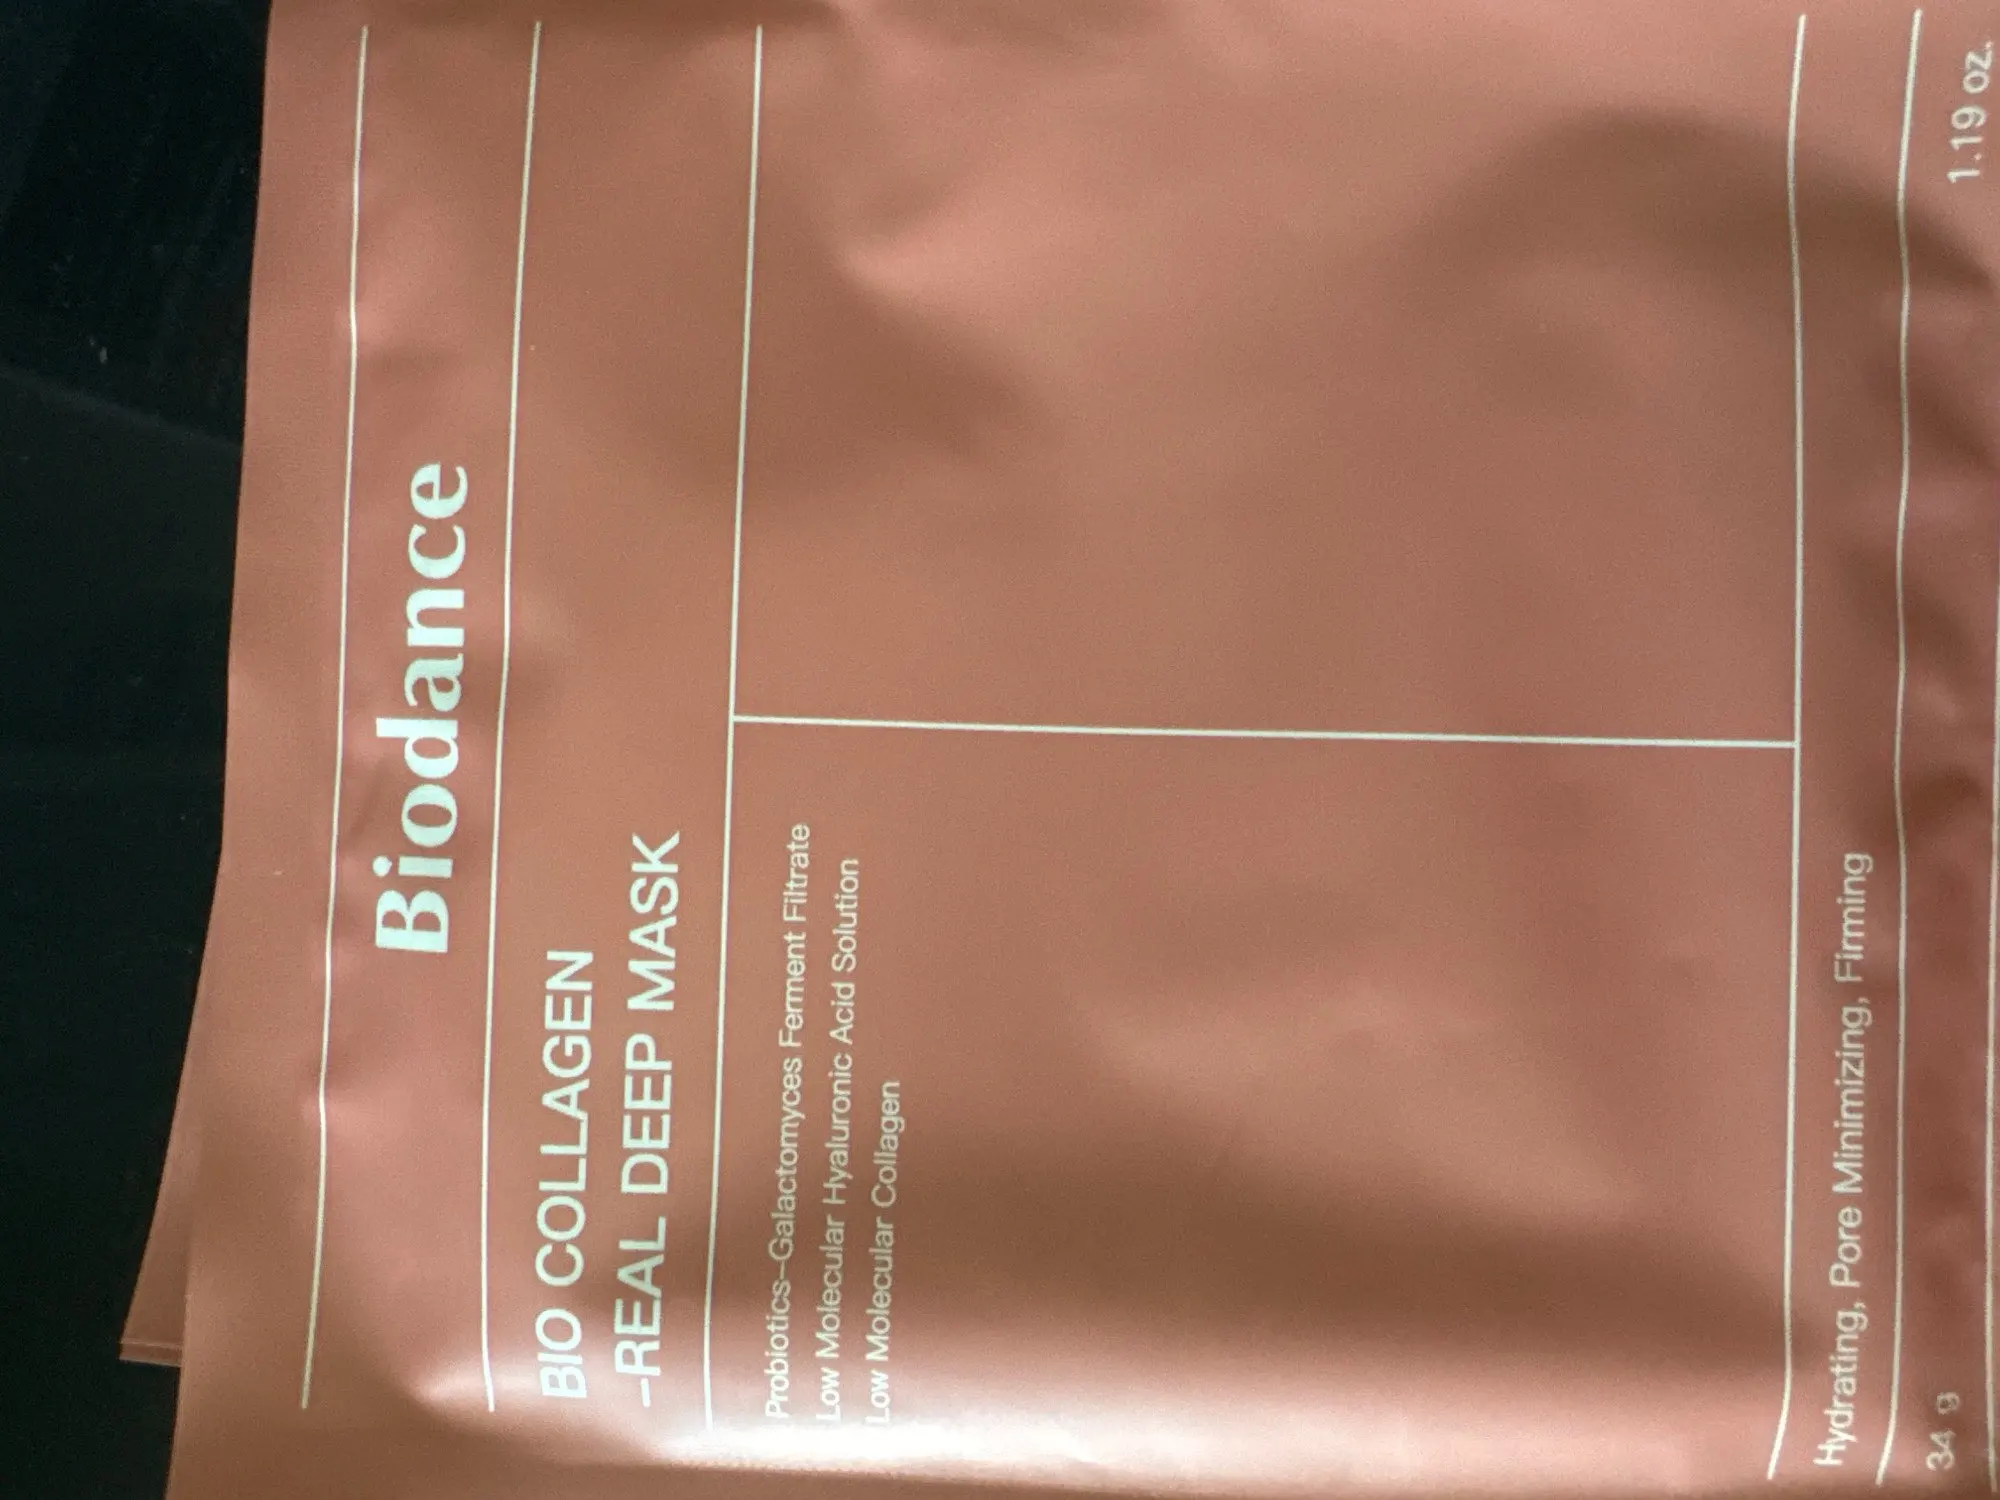 Biodance
BIO COLLAGEN
-REAL DEEP MASK
Probiotics–Galactomyces Ferment Filtrate
Low Molecular Hyaluronic Acid Solution
Low Molecular Collagen
Hydrating, Pore Minimizing, Firming
34 g 1.19 oz.